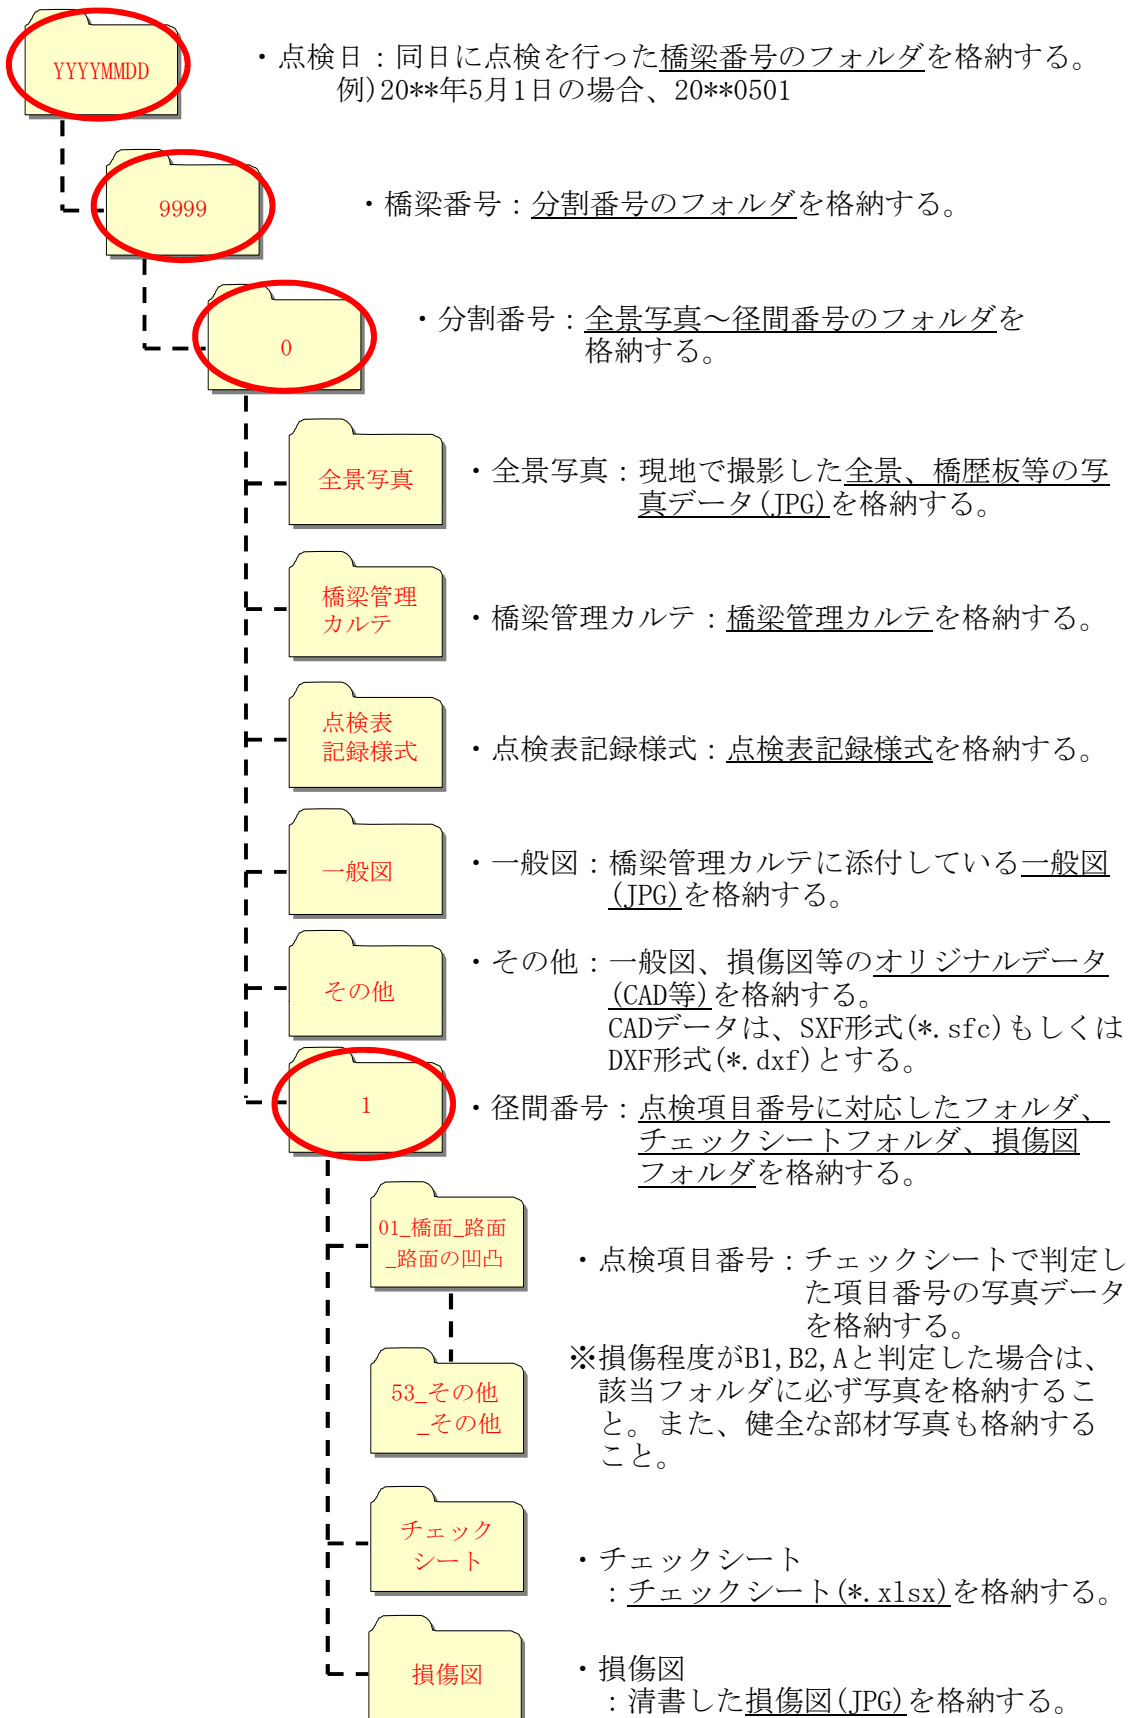 YYYYMMDD
・点検日：同日に点検を行った橋梁番号のフォルダを格納する。
例)20**年5月1日の場合、20**0501
9999
・橋梁番号：分割番号のフォルダを格納する。
0
・分割番号：全景写真～径間番号のフォルダを
格納する。
全景写真
・全景写真：現地で撮影した全景、橋歴板等の写
真データ(JPG)を格納する。
橋梁管理
カルテ
・橋梁管理カルテ：橋梁管理カルテを格納する。
点検表
記録様式
・点検表記録様式：点検表記録様式を格納する。
一般図
・一般図：橋梁管理カルテに添付している一般図
(JPG)を格納する。
その他
・その他：一般図、損傷図等のオリジナルデータ
(CAD等)を格納する。
CADデータは、SXF形式(*.sfc)もしくは
DXF形式(*.dxf)とする。
1
・径間番号：点検項目番号に対応したフォルダ、
チェックシートフォルダ、損傷図
フォルダを格納する。
01_橋面_路面
_路面の凹凸
・点検項目番号：チェックシートで判定し
た項目番号の写真データ
を格納する。
※損傷程度がB1,B2,Aと判定した場合は、
該当フォルダに必ず写真を格納するこ
と。また、健全な部材写真も格納する
こと。
53_その他
_その他
チェック
シート
・チェックシート
：チェックシート(*.xlsx)を格納する。
損傷図
・損傷図
：清書した損傷図(JPG)を格納する。